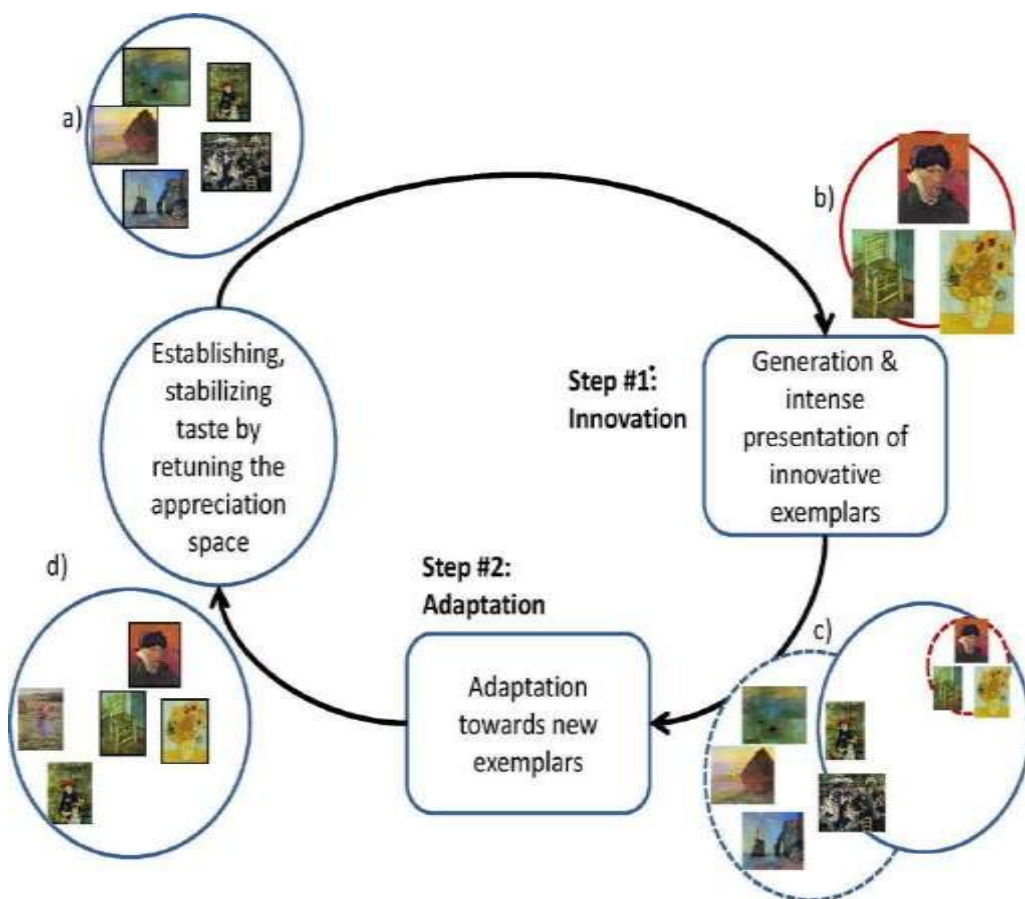 a)
b)
Establishing,
stabilizing
taste by
retuning the
appreciation
space
Step #1:
Innovation
Generation &
intense
presentation of
innovative
exemplars
d)
Step #2:
Adaptation
c)
Adaptation
towards new
exemplars